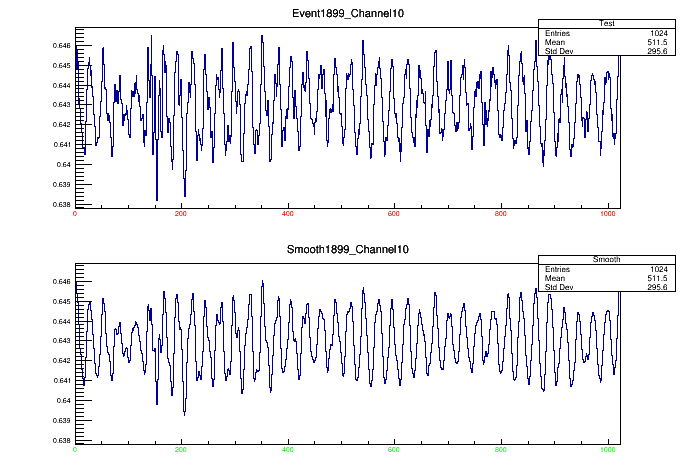 Event1899_Channel10
Test
Entries 1024
Mean 511.5
Std Dev 295.6
0.646
0.645
0.644
0.643
0.642
0.641
0.64
0.639
0.638
0 200 400 600 800 1000
Smooth1899_Channel10
Smooth
Entries 1024
Mean 511.5
Std Dev 295.6
0.646
0.645
0.644
0.643
0.642
0.641
0.64
0.639
0.638
0 200 400 600 800 1000